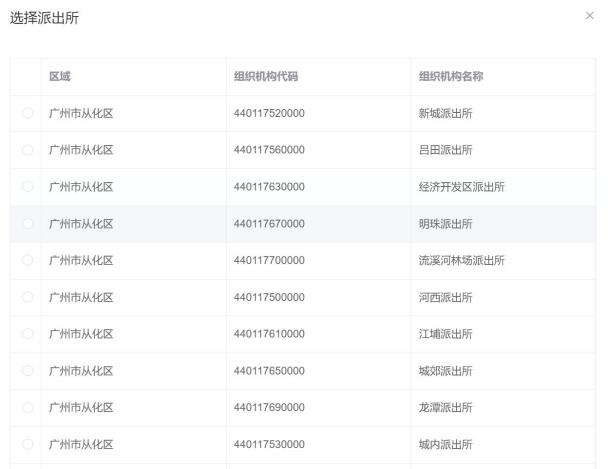 选择派出所
×
区域 组织机构代码 组织机构名称
广州市从化区 440117520000 新城派出所
广州市从化区 440117560000 吕田派出所
广州市从化区 440117630000 经济开发区派出所
广州市从化区 440117670000 明珠派出所
广州市从化区 440117700000 流溪河林场派出所
广州市从化区 440117500000 河西派出所
广州市从化区 440117610000 江埔派出所
广州市从化区 440117650000 城郊派出所
广州市从化区 440117690000 龙潭派出所
广州市从化区 440117530000 城内派出所